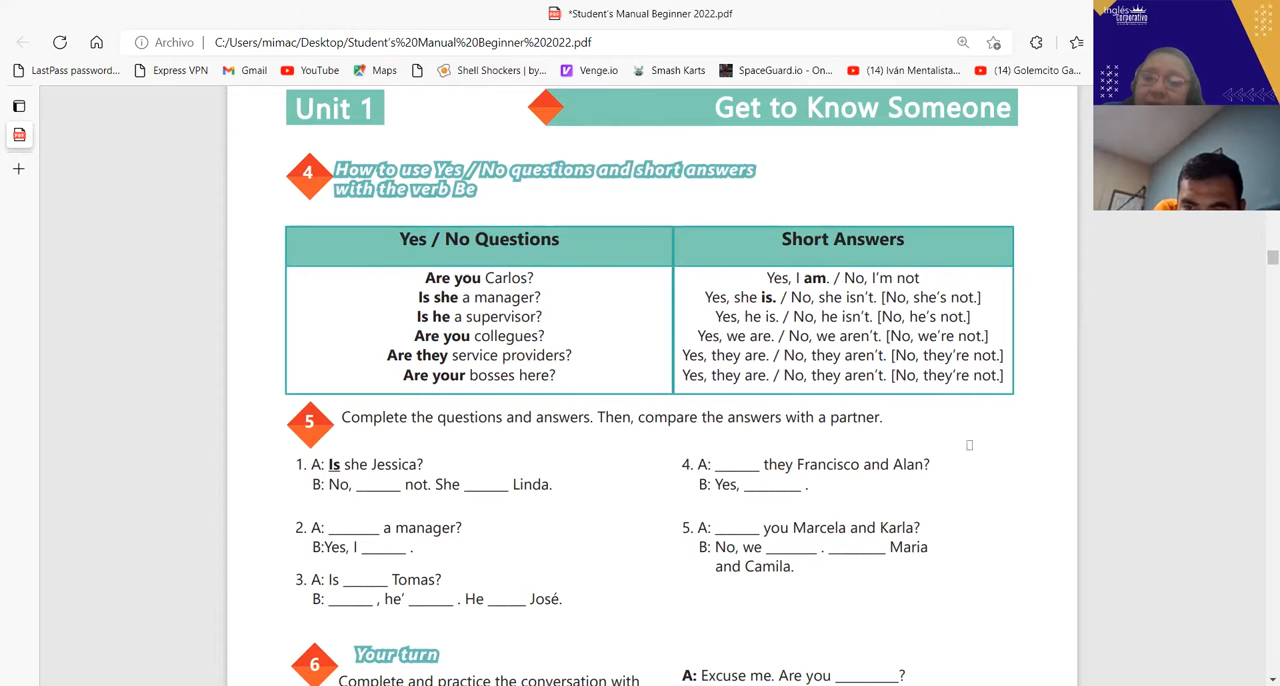 *Student's Manual Beginner 2022.pdf
Archivo
C:/Users/mimac/Desktop/Student's%20Manual%20Beginner%202022.pdf
LastPass password...
Express VPN
Gmail
YouTube
Maps
Shell Shockers | by...
Venge.io
Smash Karts
SpaceGuard.io - On...
(14) Iván Mentalista...
(14) Golemcito Ga...
Inglés
Corporativo
Unit 1
Get to Know Someone
4
How to use Yes / No questions and short answers
with the verb Be
Yes / No Questions
Short Answers
Are you Carlos?
Yes, I am. / No, I'm not
Is she a manager?
Yes, she is. / No, she isn't. [No, she's not.]
Is he a supervisor?
Yes, he is. / No, he isn't. [No, he's not.]
Are you collegues?
Yes, we are. / No, we aren't. [No, we're not.]
Are they service providers?
Yes, they are. / No, they aren't. [No, they're not.]
Are your bosses here?
Yes, they are. / No, they aren't. [No, they're not.]
5
Complete the questions and answers. Then, compare the answers with a partner.
1. A: Is she Jessica?
B: No, ______ not. She ______ Linda.
2. A: _______ a manager?
B:Yes, I ______ .
3. A: Is ______ Tomas?
B: ______ , he' ______ . He _____ José.
4. A: ______ they Francisco and Alan?
B: Yes, ________ .
5. A: ______ you Marcela and Karla?
B: No, we _______ . ________ Maria
and Camila.
6
Your turn
Complete and practice the conversation with
A: Excuse me. Are you _________?